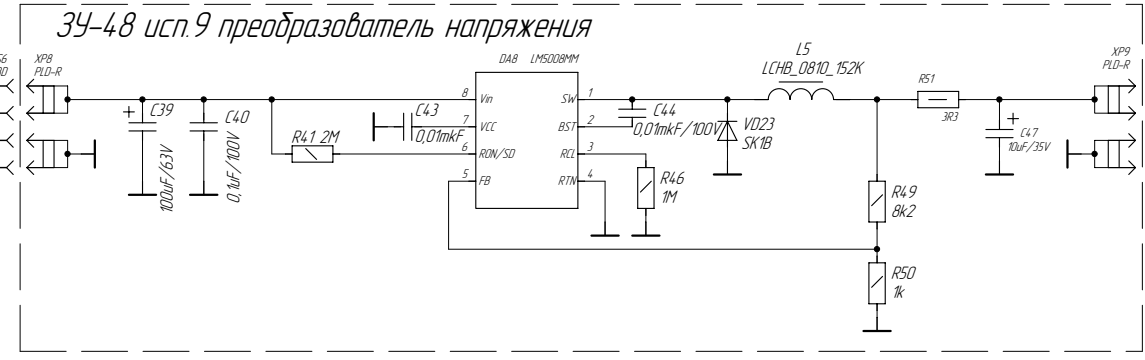 ЗУ-48 исп.9 преобразователь напряжения
XP8
PLD-R
DA8 LM5008MM
L5
LCHB_0810_152K
XP9
PLD-R
R51
3R3
8 Vin
SW 1
C39
100uF/63V
C40
0,1uF/100V
C43
0,01mkF
7 VCC
BST 2
C44
0,01mkF/100V
VD23
SK1B
C47
10uF/35V
R41 2M
6 RON/SD
RCL 3
5 FB
RTN 4
R46
1M
R49
8k2
R50
1k